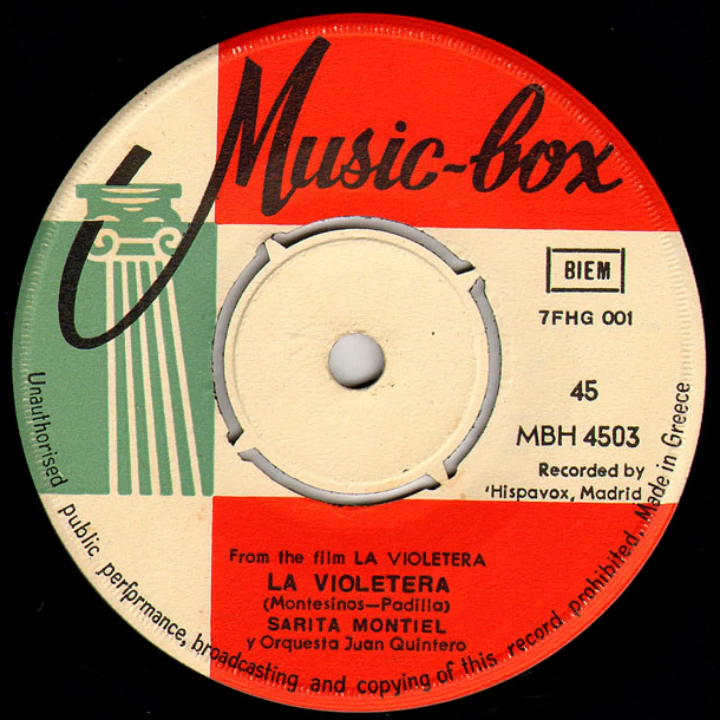 Music-box
BIEM
7FHG 001
45
MBH 4503
Recorded by
'Hispavox, Madrid
From the film LA VIOLETERA
LA VIOLETERA
(Montesinos—Padilla)
SARITA MONTIEL
y Orquesta Juan Quintero
Unauthorised public performance, broadcasting and copying of this record prohibited. Made in Greece